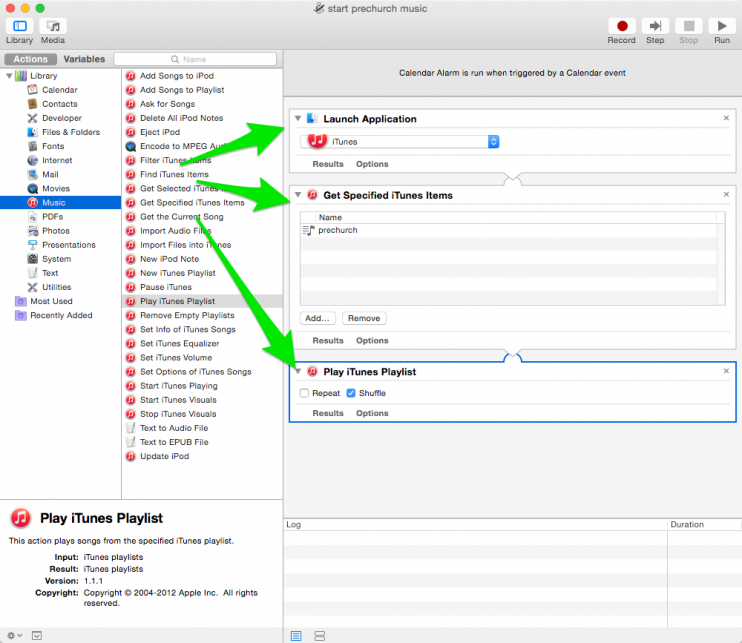 start prechurch music
Library
Media
Record
Step
Stop
Run
Actions
Variables
Name
Library
Calendar
Contacts
Developer
Files & Folders
Fonts
Internet
Mail
Movies
Music
PDFs
Photos
Presentations
System
Text
Utilities
Most Used
Recently Added
Add Songs to iPod
Add Songs to Playlist
Ask for Songs
Delete All iPod Notes
Eject iPod
Encode to MPEG
Filter iTunes Items
Find iTunes Items
Get Selected iTunes
Get Specified iTunes Items
Get the Current Song
Import Audio Files
Import Files into iTunes
New iPod Note
New iTunes Playlist
Pause iTunes
Play iTunes Playlist
Remove Empty Playlists
Set Info of iTunes Songs
Set iTunes Equalizer
Set iTunes Volume
Set Options of iTunes Songs
Start iTunes Playing
Start iTunes Visuals
Stop iTunes Visuals
Text to Audio File
Text to EPUB File
Update iPod
Calendar Alarm is run when triggered by a Calendar event
Launch Application
iTunes
Results Options
Get Specified iTunes Items
Name
prechurch
Add... Remove
Results Options
Play iTunes Playlist
Repeat Shuffle
Results Options
Play iTunes Playlist
This action plays songs from the specified iTunes playlist.
Input: iTunes playlists
Result: iTunes playlists
Version: 1.1.1
Copyright: Copyright © 2004-2012 Apple Inc. All rights
reserved.
Log
Duration